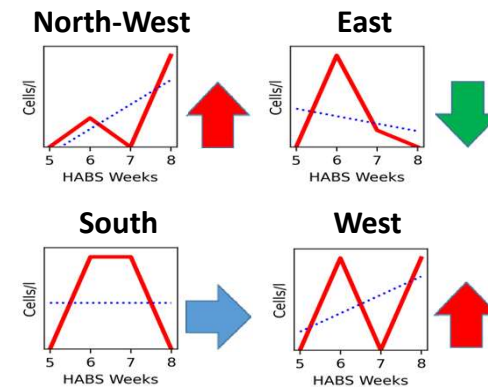 North-West
Cells/l
5 6 7 8
HABS Weeks
East
Cells/l
5 6 7 8
HABS Weeks
South
Cells/l
5 6 7 8
HABS Weeks
West
Cells/l
5 6 7 8
HABS Weeks